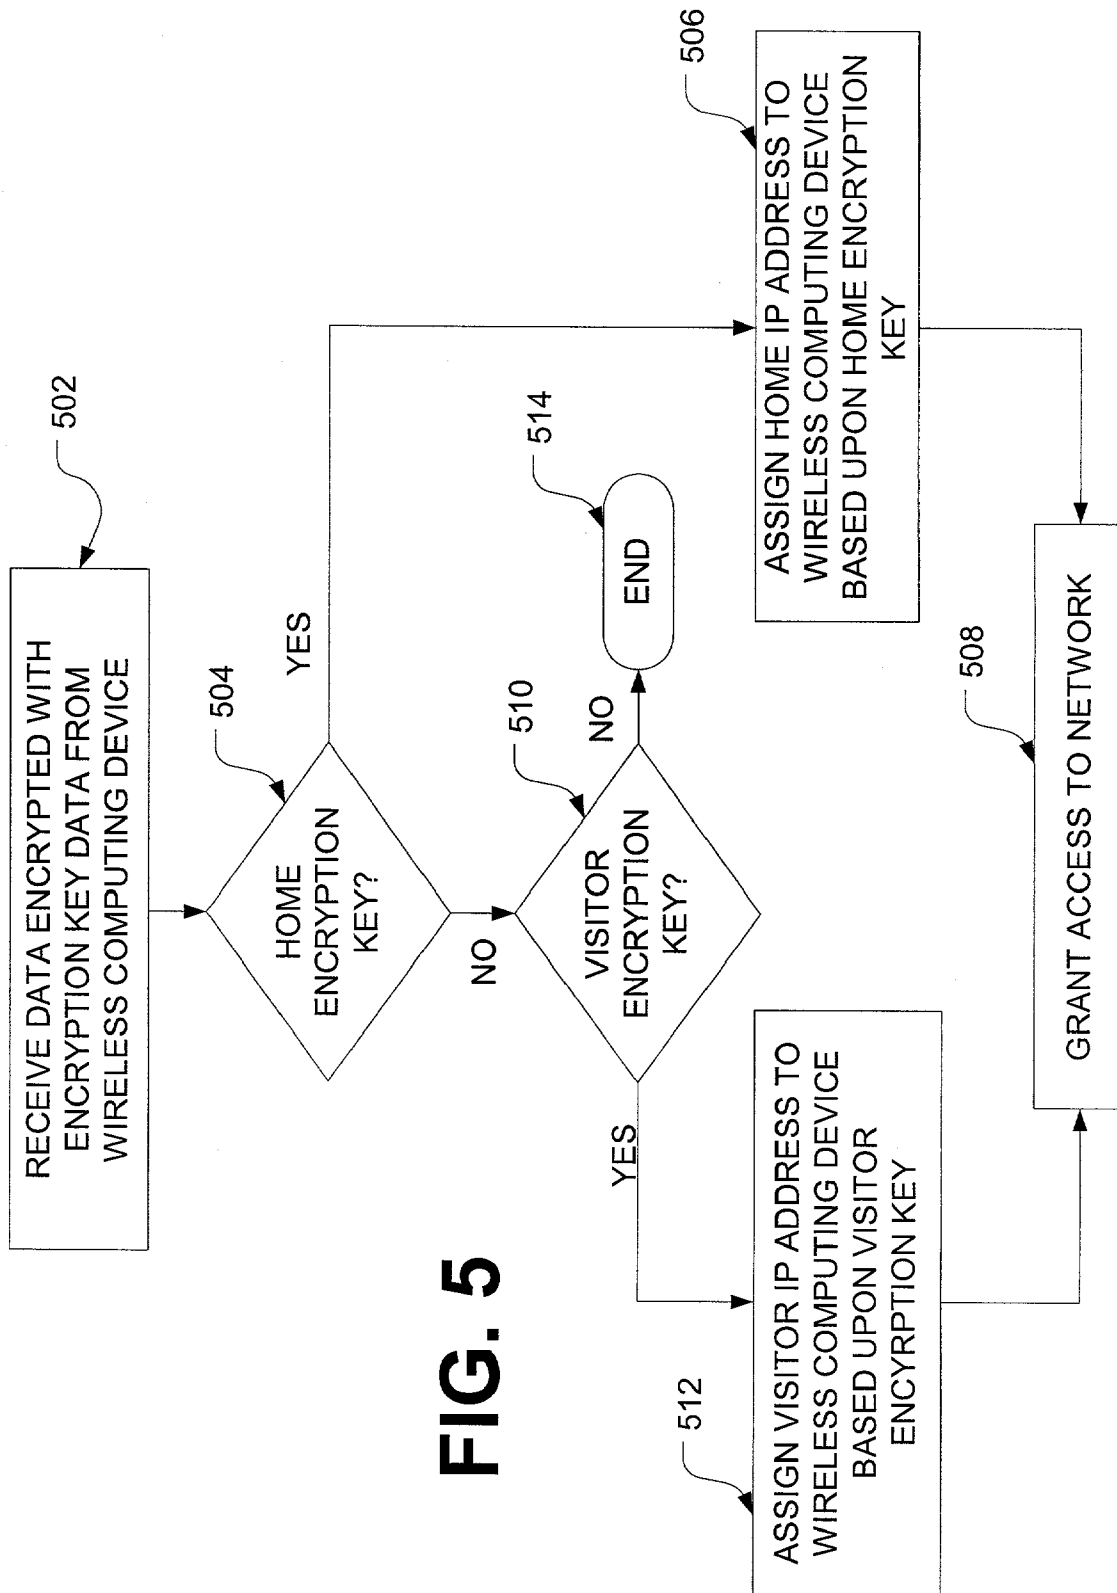 RECEIVE DATA ENCRYPTED WITH
ENCRYPTION KEY DATA FROM
WIRELESS COMPUTING DEVICE
502
HOME
ENCRYPTION
KEY?
504
YES
NO
VISITOR
ENCRYPTION
KEY?
510
NO
END
514
YES
ASSIGN VISITOR IP ADDRESS TO
WIRELESS COMPUTING DEVICE
BASED UPON VISITOR
ENCYRPTION KEY
512
ASSIGN HOME IP ADDRESS TO
WIRELESS COMPUTING DEVICE
BASED UPON HOME ENCRYPTION
KEY
506
GRANT ACCESS TO NETWORK
508
FIG. 5